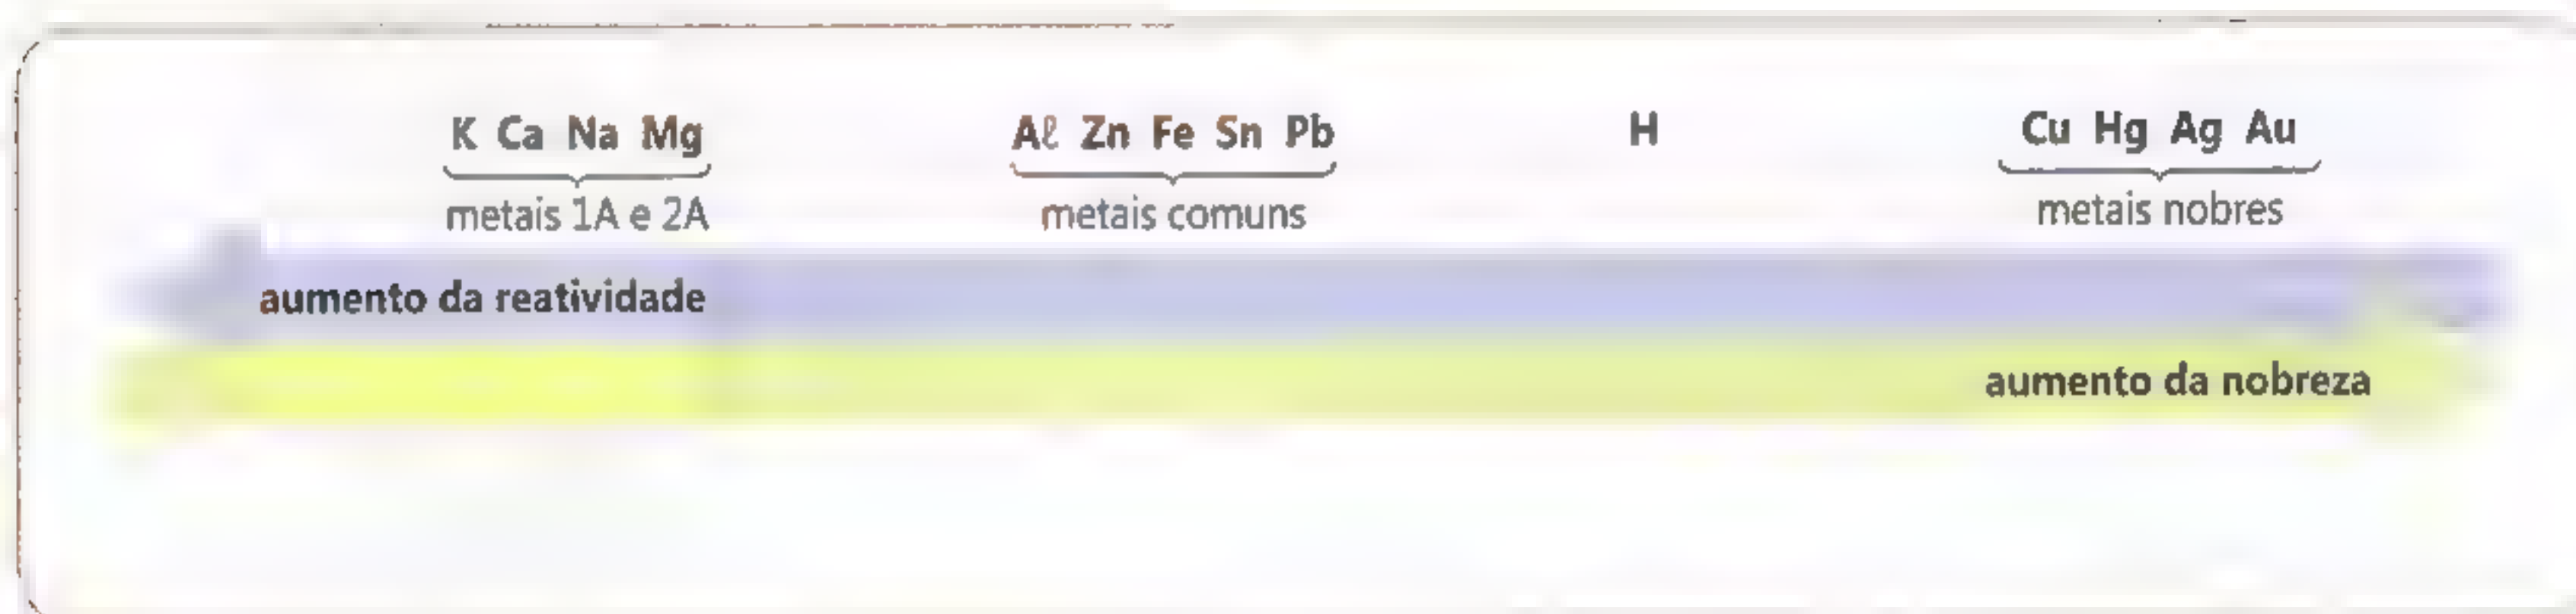 K Ca Na Mg Aℓ Zn Fe Sn Pb H Cu Hg Ag Au
metais 1A e 2A metais comuns metais nobres
aumento da reatividade
aumento da nobreza